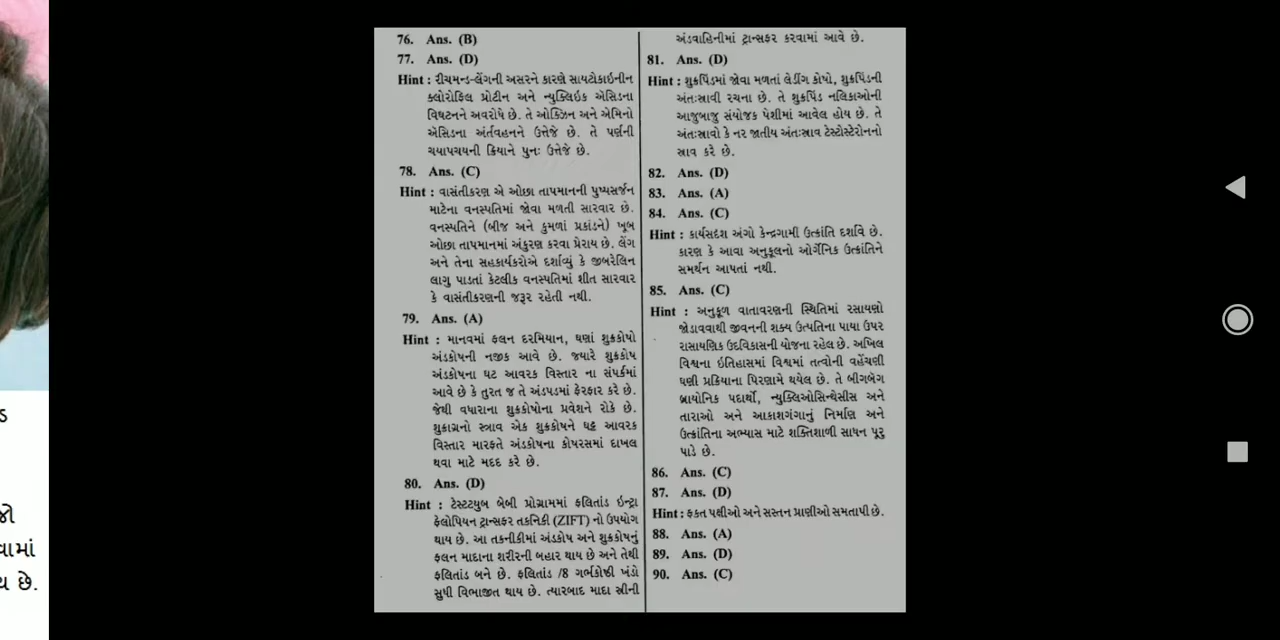 ડ
જો
વામાં
ય છે.
76. Ans. (B)
77. Ans. (D)
Hint : રીચમન્ડ-લેંગની અસરને કારણે સાયટોકાઇનીન
ક્લોરોફિલ પ્રોટીન અને ન્યુક્લિઇક એસિડના
વિઘટનને અવરોધે છે. તે ઓક્ઝિન અને એમિનો
એસિડના અંર્તવહનને ઉત્તેજે છે. તે પર્ણની
ચયાપચયની ક્રિયાને પુનઃ ઉત્તેજે છે.
78. Ans. (C)
Hint : વાસંતીકરણ એ ઓછા તાપમાનની પુષ્પસર્જન
માટેના વનસ્પતિમાં જોવા મળતી સારવાર છે.
વનસ્પતિને (બીજ અને કુમળાં પ્રકાંડને) ખૂબ
ઓછા તાપમાનમાં અંકુરણ કરવા પ્રેરાય છે. લેંગ
અને તેના સહકાર્યકરોએ દર્શાવ્યું કે જીબરેલિન
લાગુ પાડતાં કેટલીક વનસ્પતિમાં શીત સારવાર
કે વાસંતીકરણની જરૂર રહેતી નથી.
79. Ans. (A)
Hint : માનવમાં ફલન દરમિયાન, ઘણાં શુક્રકોષો
અંડકોષની નજીક આવે છે. જ્યારે શુક્રકોષ
અંડકોષના ઘટ આવરક વિસ્તાર ના સંપર્કમાં
આવે છે કે તુરત જ તે અંડપડમાં ફેરફાર કરે છે.
જેથી વધારાના શુક્રકોષોના પ્રવેશને રોકે છે.
શુકાગ્રનો સ્ત્રાવ એક શુક્રકોષને ઘટ્ટ આવરક
વિસ્તાર મારફતે અંડકોષના કોષરસમાં દાખલ
થવા માટે મદદ કરે છે.
80. Ans. (D)
Hint : ટેસ્ટટયુબ બેબી પ્રોગ્રામમાં ફલિતાંડ ઇન્ટ્રા
ફેલોપિયન ટ્રાન્સફર તકનિકી (ZIFT) નો ઉપયોગ
થાય છે. આ તકનીકીમાં અંડકોષ અને શુક્રકોષનું
ફલન માદાના શરીરની બહાર થાય છે અને તેથી
ફલિતાંડ બને છે. ફલિતાંડ /8 ગર્ભકોષ્ઠી ખંડો
સુધી વિભાજીત થાય છે. ત્યારબાદ માદા સ્ત્રીની
અંડવાહિનીમાં ટ્રાન્સફર કરવામાં આવે છે.
81. Ans. (D)
Hint : શુક્રપિંડમાં જોવા મળતાં લેડીંગ કોષો, શુક્રપિંડની
અંતઃસ્રાવી રચના છે. તે શુક્રપિંડ નલિકાઓની
આજુબાજુ સંયોજક પેશીમાં આવેલ હોય છે. તે
અંતઃસ્રાવો કે નર જાતીય અંતઃસ્રાવ ટેસ્ટોસ્ટેરોનનો
સ્રાવ કરે છે.
82. Ans. (D)
83. Ans. (A)
84. Ans. (C)
Hint : કાર્યસદશ અંગો કેન્દ્રગામી ઉત્કાંતિ દર્શાવે છે.
કારણ કે આવા અનુકૂલનો ઓર્ગેનિક ઉત્કાંતિને
સમર્થન આપતાં નથી.
85. Ans. (C)
Hint : અનુકૂળ વાતાવરણની સ્થિતિમાં રસાયણો
જોડાવવાથી જીવનની શક્ય ઉત્પતિના પાયા ઉપર
રાસાયણિક ઉદવિકાસની યોજના રહેલ છે. અખિલ
વિશ્વના ઇતિહાસમાં વિશ્વમાં તત્વોની વહેંચણી
ઘણી પ્રકિયાના પિરણામે થયેલ છે. તે બીગબેગ
બ્રાયોનિક પદાર્થો, ન્યુક્લિઓસિન્થેસીસ અને
તારાઓ અને આકાશગંગાનું નિર્માણ અને
ઉત્કાંતિના અભ્યાસ માટે શક્તિશાળી સાધન પૂરુ
પાડે છે.
86. Ans. (C)
87. Ans. (D)
Hint : ફક્ત પક્ષીઓ અને સસ્તન પ્રાણીઓ સમતાપી છે.
88. Ans. (A)
89. Ans. (D)
90. Ans. (C)